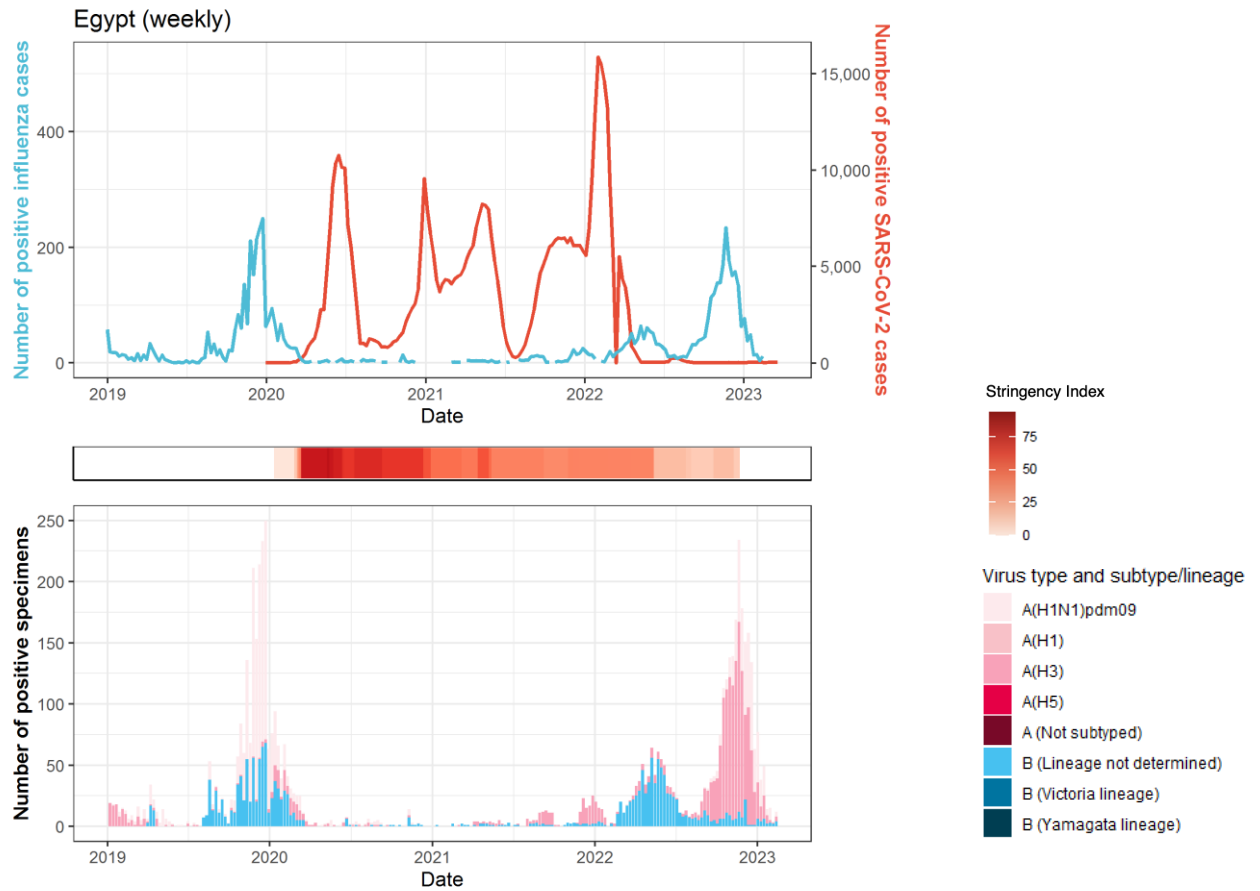 Egypt (weekly)
Number of positive influenza cases
400
200
0
15,000
10,000
5,000
0
Number of positive SARS-CoV-2 cases
2019
2020
2021
2022
2023
Date
Stringency Index
75
50
25
0
Number of positive specimens
250
200
150
100
50
0
2019
2020
2021
2022
2023
Date
Virus type and subtype/lineage
A(H1N1)pdm09
A(H1)
A(H3)
A(H5)
A (Not subtyped)
B (Lineage not determined)
B (Victoria lineage)
B (Yamagata lineage)